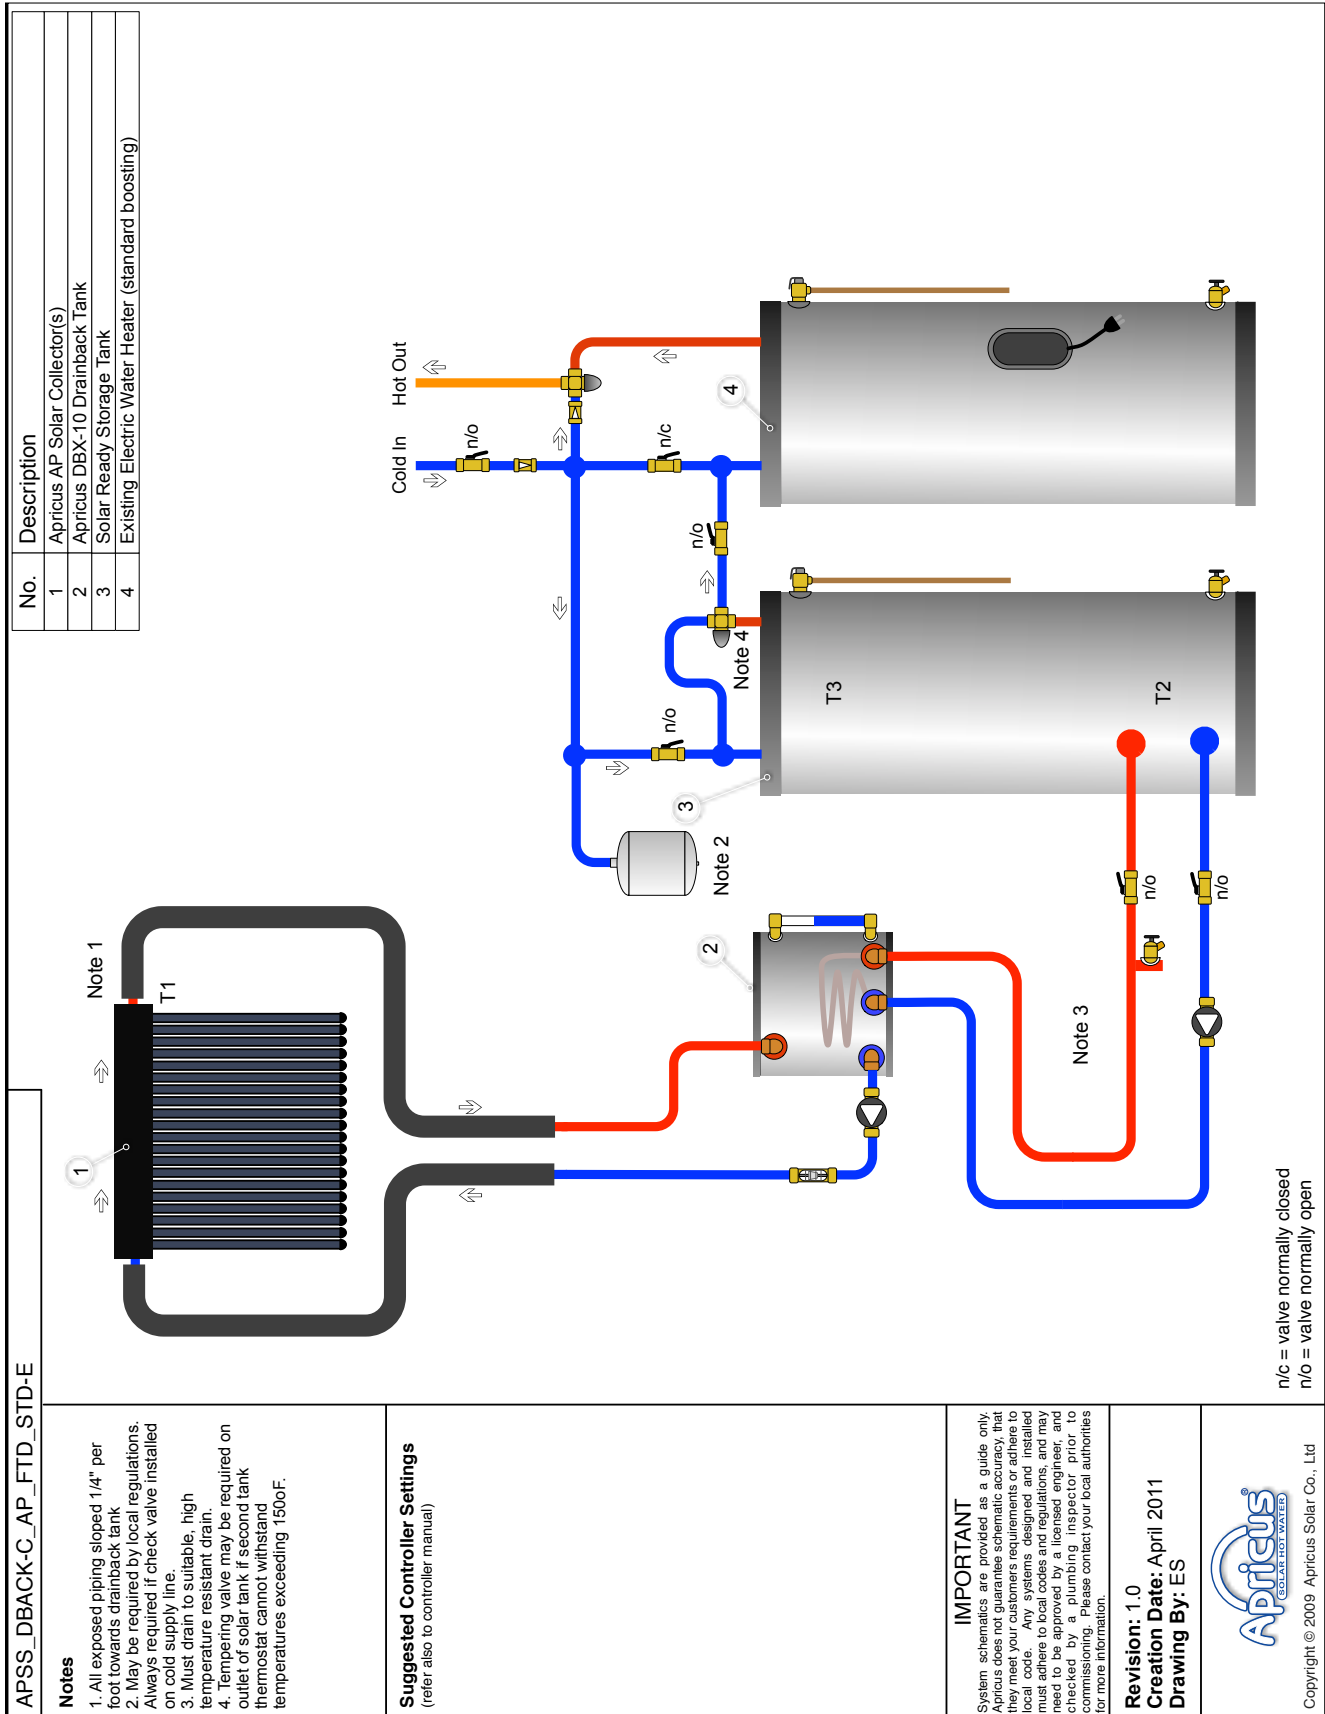 APSS_DBACK-C_AP_FTD_STD-E
Notes
1. All exposed piping sloped 1/4" per
foot towards drainback tank
2. May be required by local regulations.
Always required if check valve installed
on cold supply line.
3. Must drain to suitable, high
temperature resistant drain.
4. Tempering valve may be required on
outlet of solar tank if second tank
thermostat cannot withstand
temperatures exceeding 150oF.
Suggested Controller Settings
(refer also to controller manual)
IMPORTANT
System schematics are provided as a guide only.
Apricus does not guarantee schematic accuracy, that
they meet your customers requirements or adhere to
local code. Any systems designed and installed
must adhere to local codes and regulations, and may
need to be approved by a licensed engineer, and
checked by a plumbing inspector prior to
commissioning. Please contact your local authorities
for more information.
Revision: 1.0
Creation Date: April 2011
Drawing By: ES
Apricus®
SOLAR HOT WATER
Copyright © 2009 Apricus Solar Co., Ltd
No. Description
1 Apricus AP Solar Collector(s)
2 Apricus DBX-10 Drainback Tank
3 Solar Ready Storage Tank
4 Existing Electric Water Heater (standard boosting)
1
Note 1
T1
Cold In
Hot Out
n/o
n/c
n/o
n/o
Note 4
4
3
Note 2
2
T3
T2
n/o
n/o
Note 3
n/c = valve normally closed
n/o = valve normally open